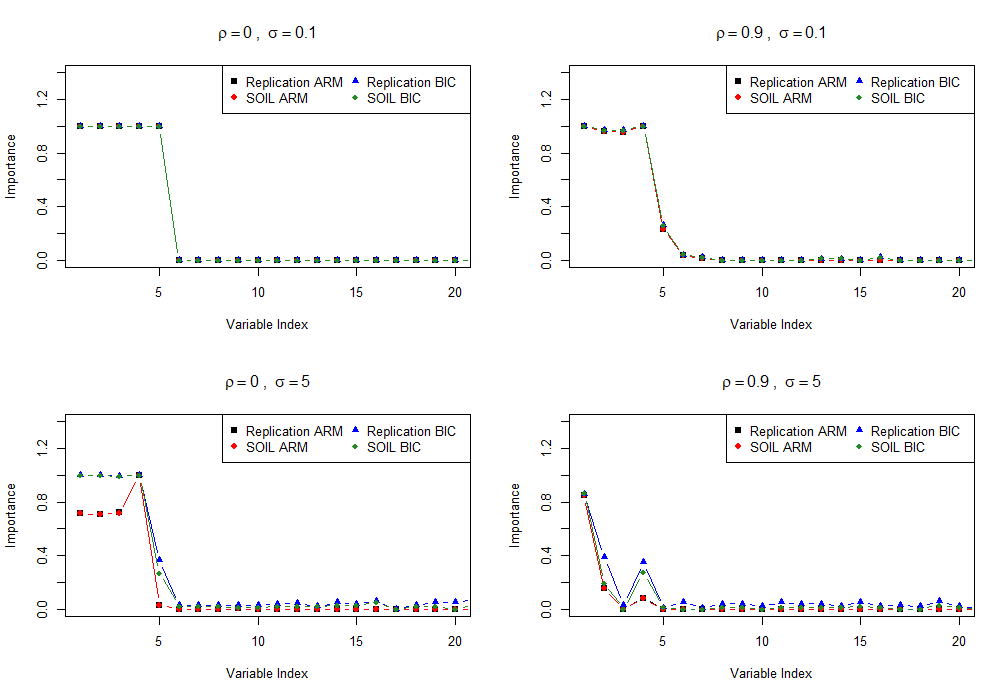 ρ = 0 , σ = 0.1
Replication ARM Replication BIC
SOIL ARM SOIL BIC
Importance
0.0 0.4 0.8 1.2
5 10 15 20
Variable Index
ρ = 0.9 , σ = 0.1
Replication ARM Replication BIC
SOIL ARM SOIL BIC
Importance
0.0 0.4 0.8 1.2
5 10 15 20
Variable Index
ρ = 0 , σ = 5
Replication ARM Replication BIC
SOIL ARM SOIL BIC
Importance
0.0 0.4 0.8 1.2
5 10 15 20
Variable Index
ρ = 0.9 , σ = 5
Replication ARM Replication BIC
SOIL ARM SOIL BIC
Importance
0.0 0.4 0.8 1.2
5 10 15 20
Variable Index